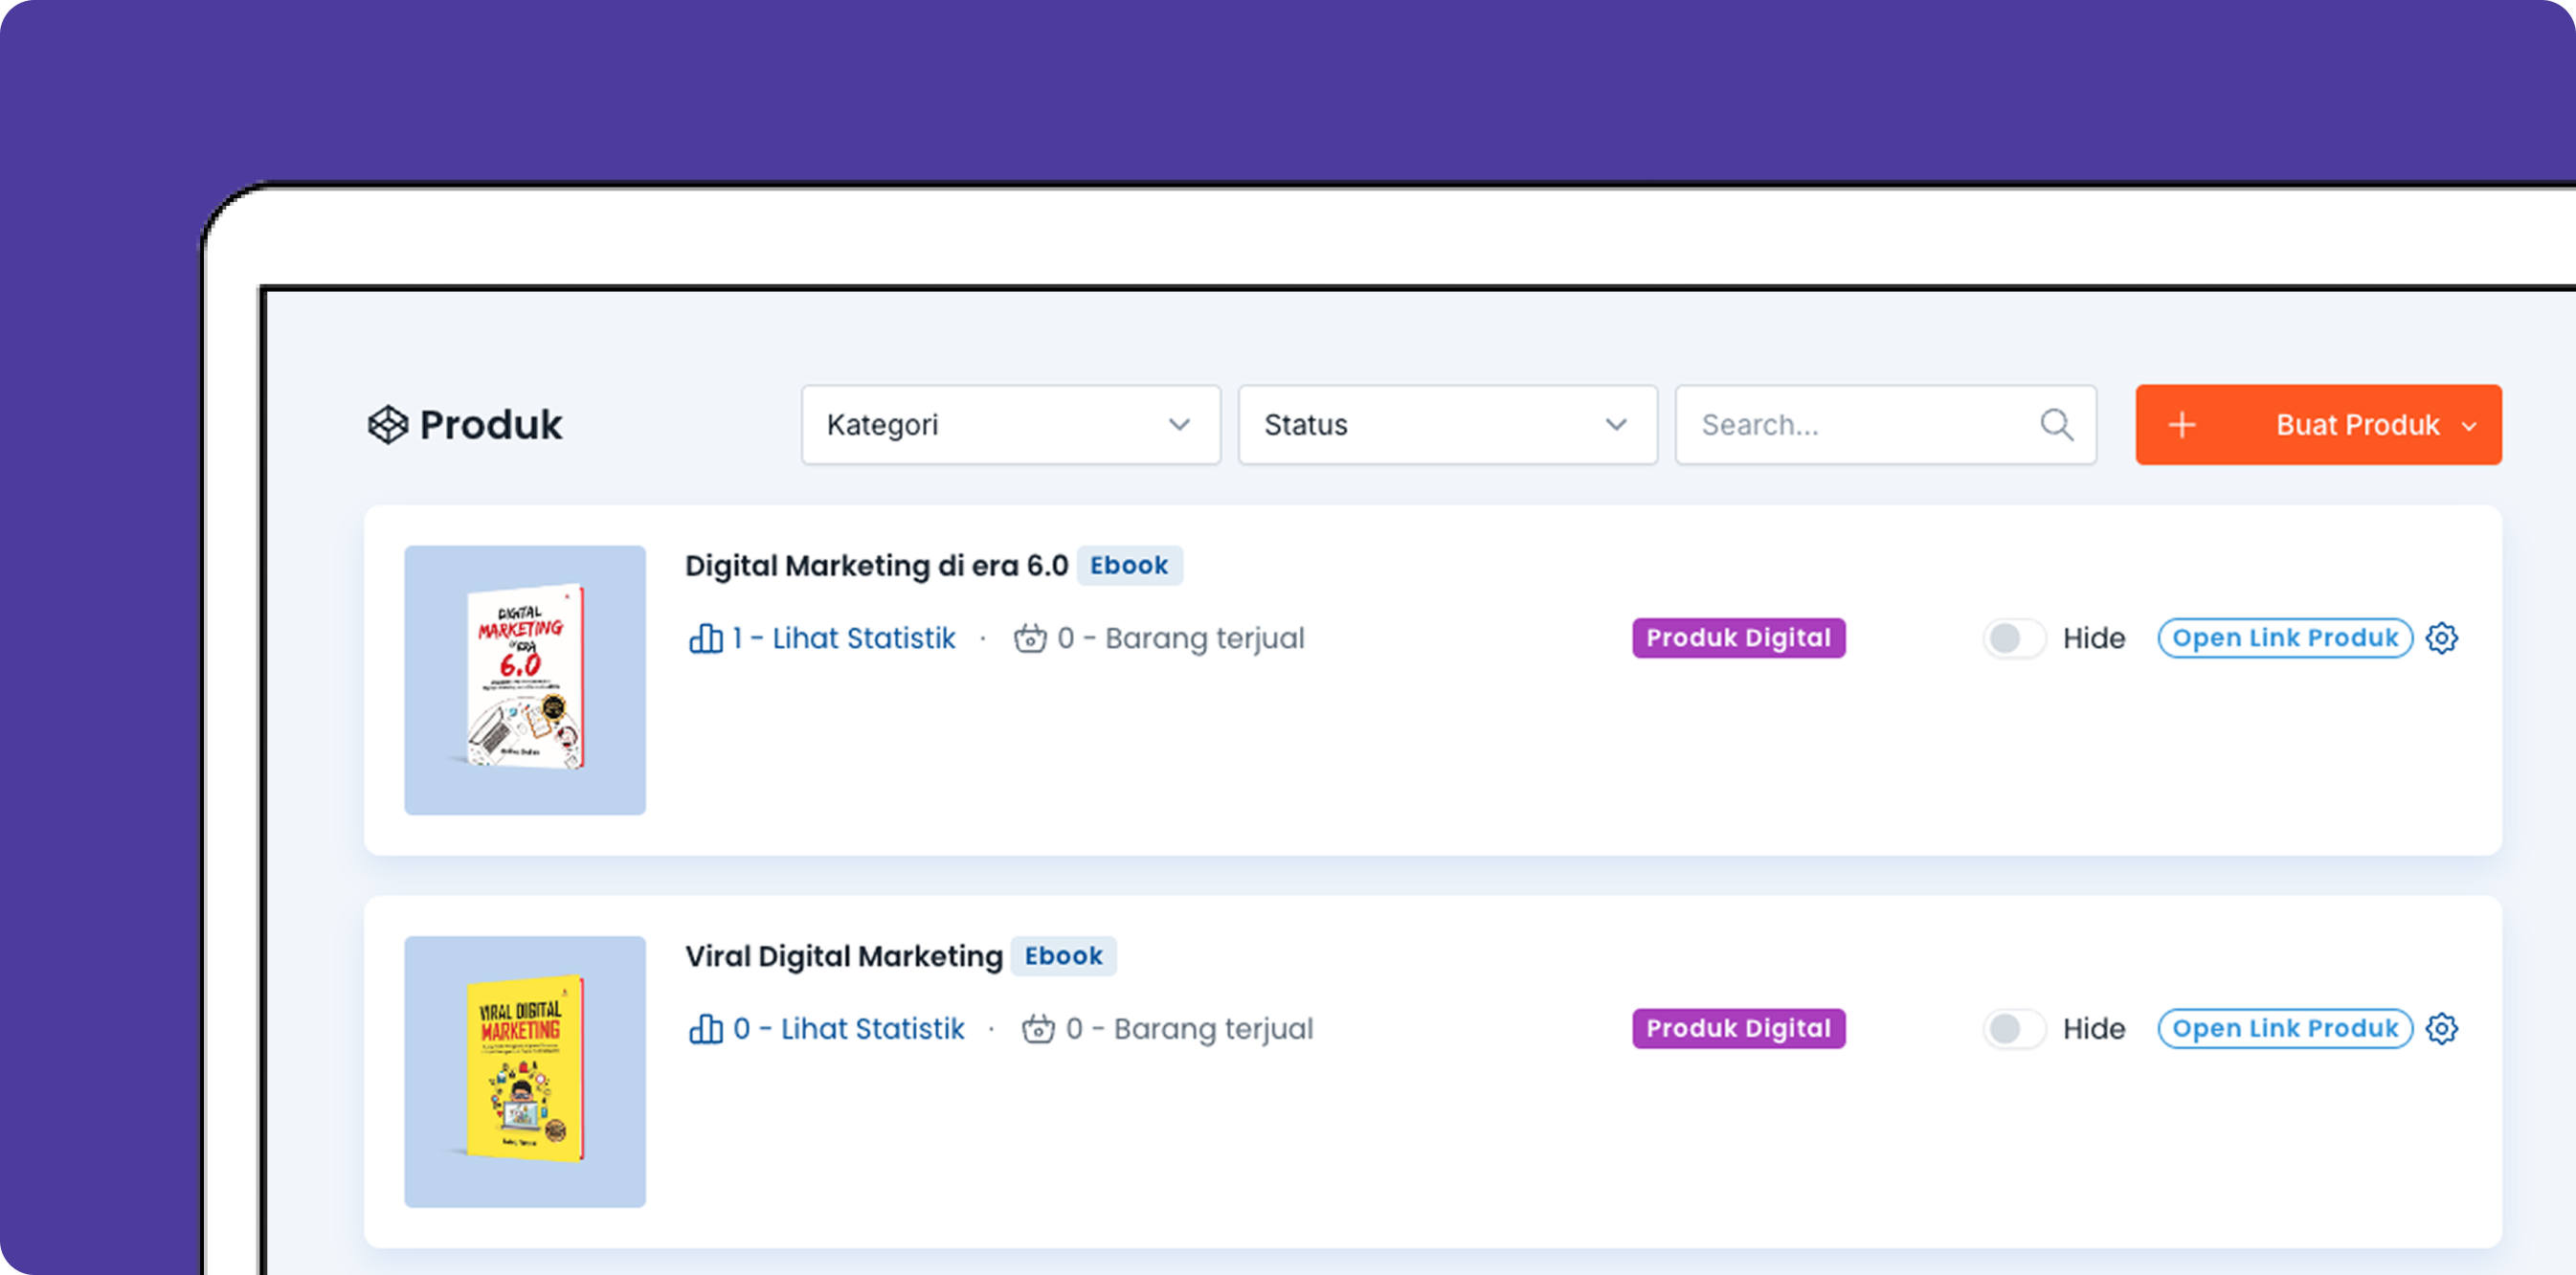 Produk
Kategori
Status
Search...
Buat Produk
Digital Marketing di era 6.0 Ebook
1 - Lihat Statistik · 0 - Barang terjual
Produk Digital
Hide
Open Link Produk
DIGITAL
MARKETING
ERA
6.0
Viral Digital Marketing Ebook
0 - Lihat Statistik · 0 - Barang terjual
Produk Digital
Hide
Open Link Produk
VIRAL DIGITAL
MARKETING